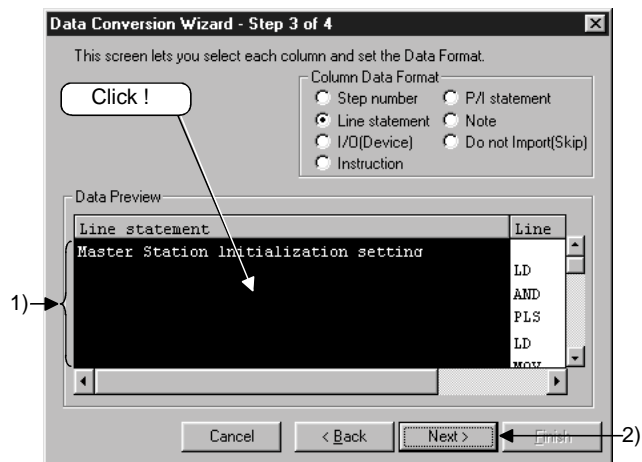 Data Conversion Wizard - Step 3 of 4
This screen lets you select each column and set the Data Format.
Click !
Column Data Format
Step number
P/I statement
Line statement
Note
I/O(Device)
Do not Import(Skip)
Instruction
Data Preview
Line statement
Line
Master Station Initialization setting
LD
AND
PLS
LD
MOV
1)
Cancel
< Back
Next >
Finish
2)